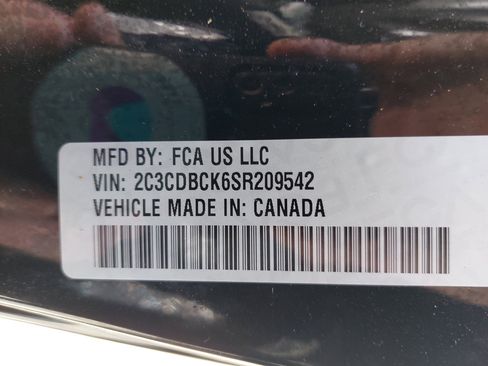 MFD BY: FCA US LLC
VIN: 2C3CDBCK6SR209542
VEHICLE MADE IN: CANADA